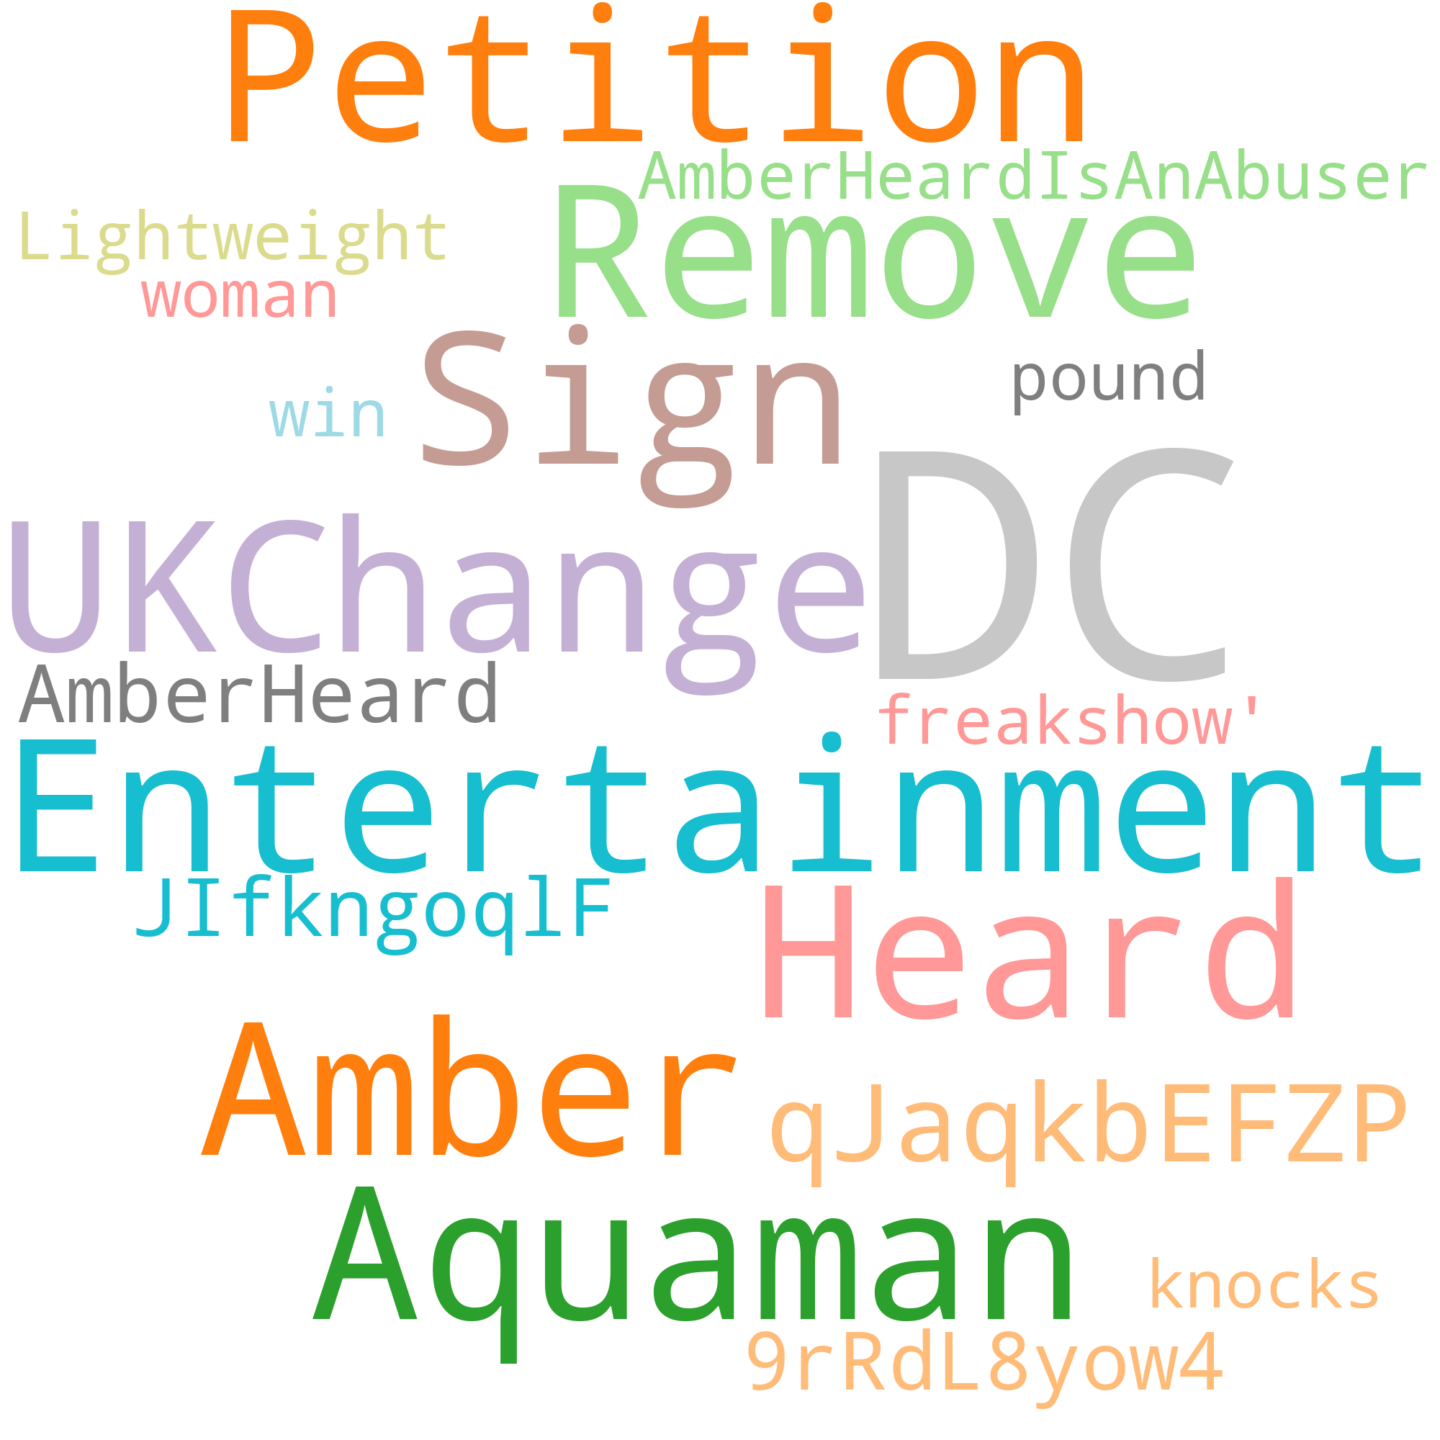 Petition
AmberHeardIsAnAbuser
Remove
Lightweight
woman
Sign
pound
win
DC
UKChange
AmberHeard
freakshow'
Entertainment
JIfkngoqlF
Heard
Amber
qJaqkbEFZP
Aquaman
knocks
9rRdL8yow4